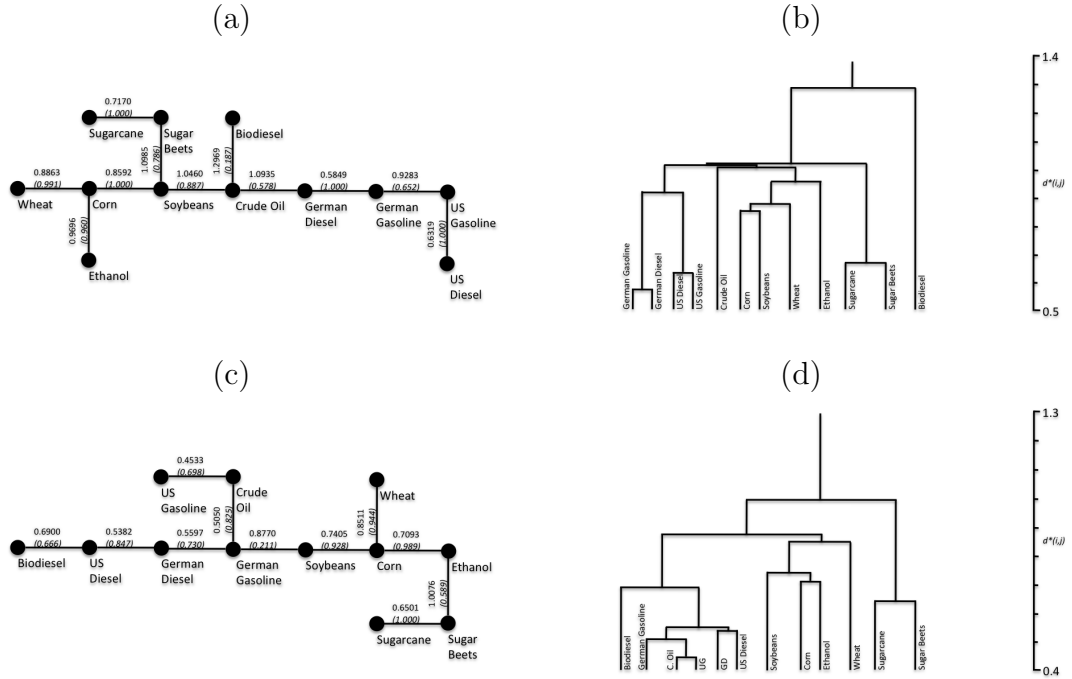 (a)
0.7170
(1.000)
Sugarcane
Sugar
Beets
Biodiesel
1.0985
(0.786)
1.2969
(0.187)
0.8863
(0.991)
0.8592
(1.000)
1.0460
(0.887)
1.0935
(0.578)
0.5849
(1.000)
0.9283
(0.652)
Wheat
Corn
Soybeans
Crude Oil
German
Diesel
German
Gasoline
US
Gasoline
0.9696
(0.960)
0.6319
(1.000)
Ethanol
US
Diesel
(b)
1.4
d*(i,j)
0.5
German Gasoline
German Diesel
US Diesel
US Gasoline
Crude Oil
Corn
Soybeans
Wheat
Ethanol
Sugarcane
Sugar Beets
Biodiesel
(c)
0.4533
(0.698)
US
Gasoline
Crude
Oil
Wheat
0.5050
(0.825)
0.8511
(0.944)
0.6900
(0.666)
0.5382
(0.847)
0.5597
(0.730)
0.8770
(0.211)
0.7405
(0.928)
0.7093
(0.989)
Biodiesel
US
Diesel
German
Diesel
German
Gasoline
Soybeans
Corn
Ethanol
1.0076
(0.589)
0.6501
(1.000)
Sugarcane
Sugar
Beets
(d)
1.3
d*(i,j)
0.4
Biodiesel
German Gasoline
C. Oil
UG
GD
US Diesel
Soybeans
Corn
Ethanol
Wheat
Sugarcane
Sugar Beets